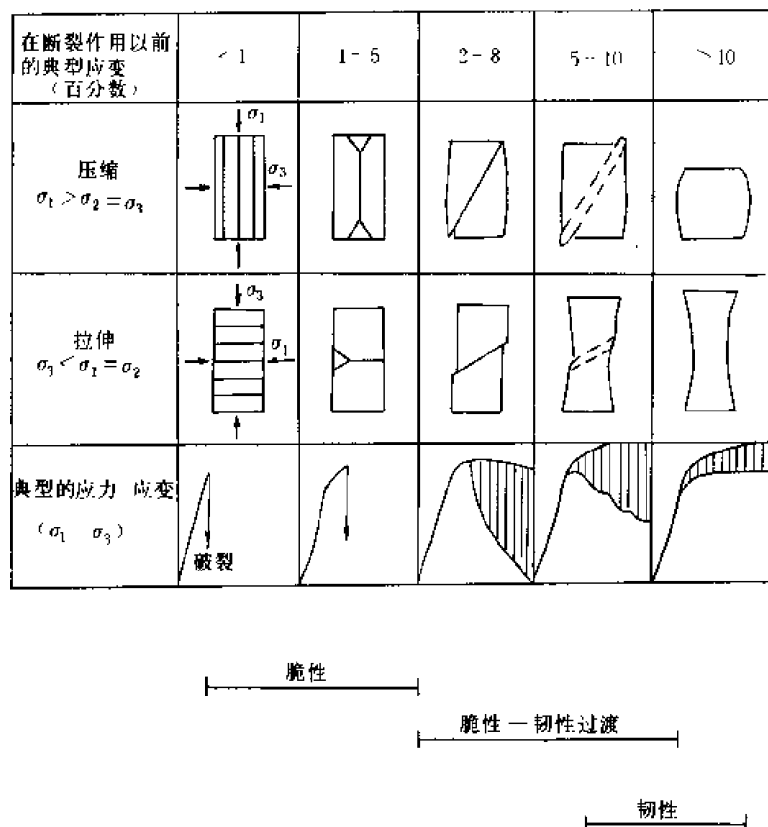 在断裂作用以前
的典型应变
（百分数）
<1
1-5
2-8
5-10
>10
压缩
σ1>σ2=σ3
σ1
σ3
拉伸
σ3<σ1=σ2
σ3
σ1
典型的应力 应变
(σ1 σ3)
破裂
脆性
脆性—韧性过渡
韧性